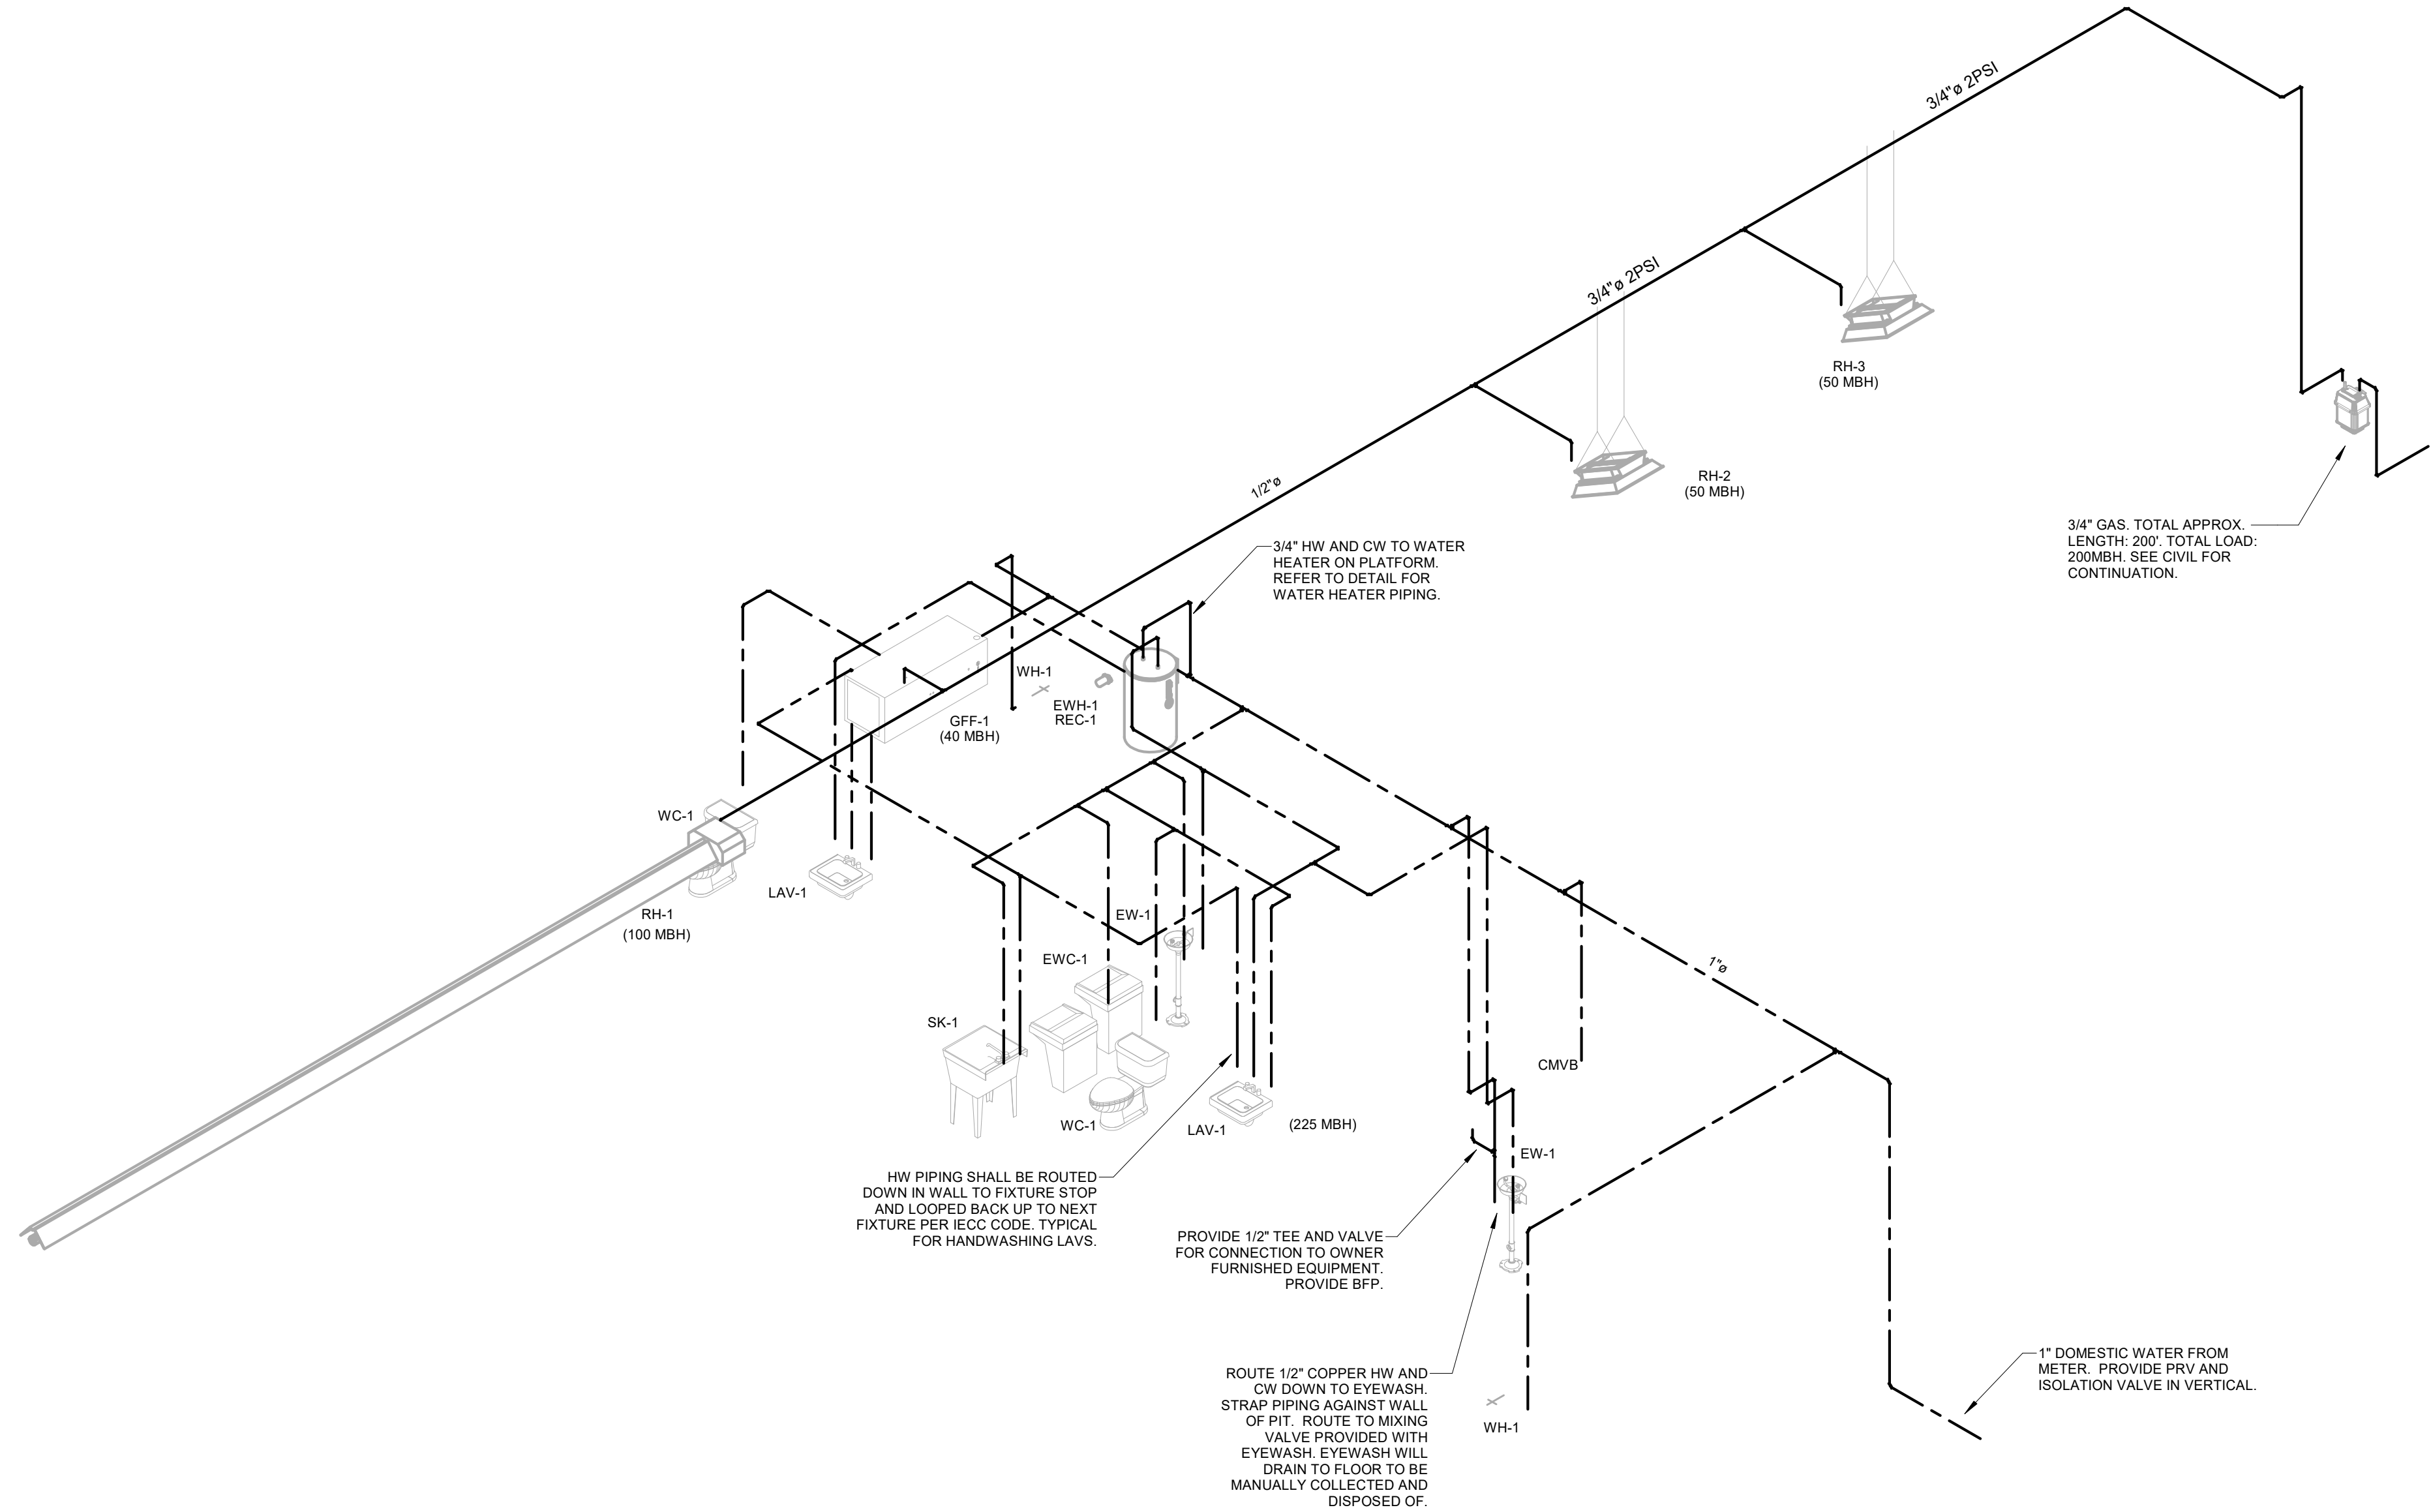 3/4"ø 2PSI
3/4"ø 2PSI
RH-3
(50 MBH)
RH-2
(50 MBH)
1/2"ø
3/4" GAS. TOTAL APPROX.
LENGTH: 200'. TOTAL LOAD:
200MBH. SEE CIVIL FOR
CONTINUATION.
3/4" HW AND CW TO WATER
HEATER ON PLATFORM.
REFER TO DETAIL FOR
WATER HEATER PIPING.
WH-1
EWH-1
REC-1
GFF-1
(40 MBH)
WC-1
LAV-1
RH-1
(100 MBH)
EW-1
EWC-1
SK-1
WC-1
LAV-1
(225 MBH)
CMVB
1"ø
EW-1
HW PIPING SHALL BE ROUTED
DOWN IN WALL TO FIXTURE STOP
AND LOOPED BACK UP TO NEXT
FIXTURE PER IECC CODE. TYPICAL
FOR HANDWASHING LAVS.
PROVIDE 1/2" TEE AND VALVE
FOR CONNECTION TO OWNER
FURNISHED EQUIPMENT.
PROVIDE BFP.
ROUTE 1/2" COPPER HW AND
CW DOWN TO EYEWASH.
STRAP PIPING AGAINST WALL
OF PIT.  ROUTE TO MIXING
VALVE PROVIDED WITH
EYEWASH. EYEWASH WILL
DRAIN TO FLOOR TO BE
MANUALLY COLLECTED AND
DISPOSED OF.
WH-1
1" DOMESTIC WATER FROM
METER.  PROVIDE PRV AND
ISOLATION VALVE IN VERTICAL.